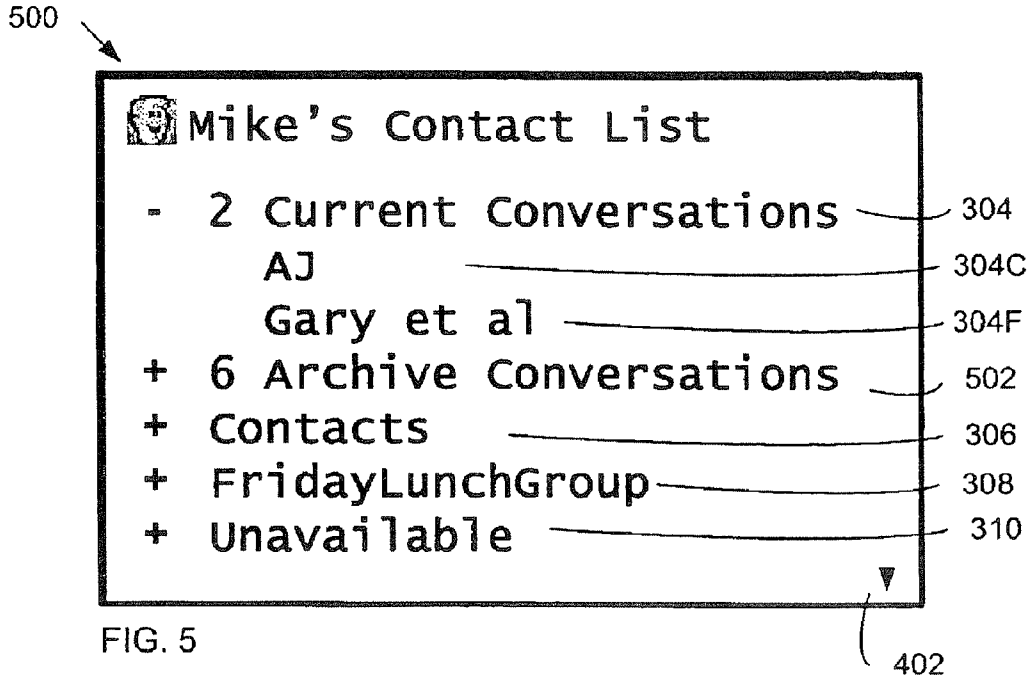 500
Mike's Contact List
- 2 Current Conversations 304
AJ 304C
Gary et al 304F
+ 6 Archive Conversations 502
+ Contacts 306
+ FridayLunchGroup 308
+ Unavailable 310
FIG. 5
402